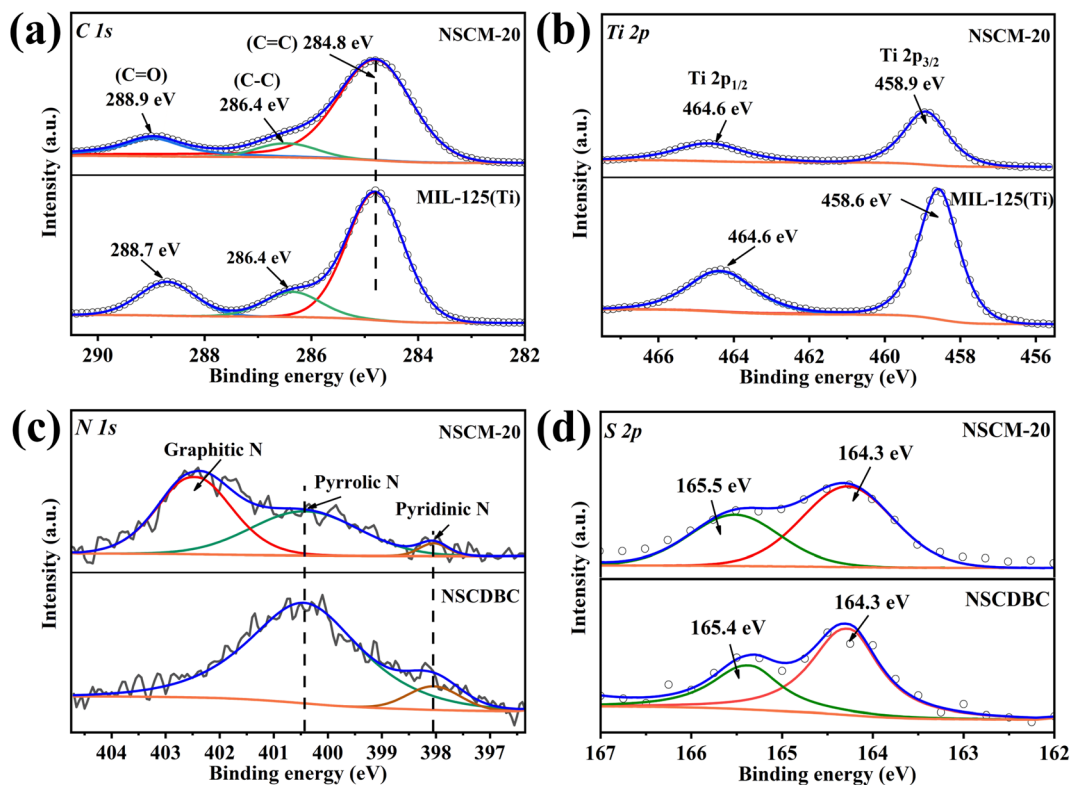 (a)
C 1s
NSCM-20
(C=C) 284.8 eV
(C=O)
288.9 eV
(C-C)
286.4 eV
MIL-125(Ti)
288.7 eV
286.4 eV
Intensity (a.u.)
290 288 286 284 282
Binding energy (eV)
(b)
Ti 2p
NSCM-20
Ti 2p1/2
464.6 eV
Ti 2p3/2
458.9 eV
MIL-125(Ti)
458.6 eV
464.6 eV
Intensity (a.u.)
466 464 462 460 458 456
Binding energy (eV)
(c)
N 1s
NSCM-20
Graphitic N
Pyrrolic N
Pyridinic N
NSCDBC
Intensity (a.u.)
404 403 402 401 400 399 398 397
Binding energy (eV)
(d)
S 2p
NSCM-20
164.3 eV
165.5 eV
NSCDBC
164.3 eV
165.4 eV
Intensity (a.u.)
167 166 165 164 163 162
Binding energy (eV)